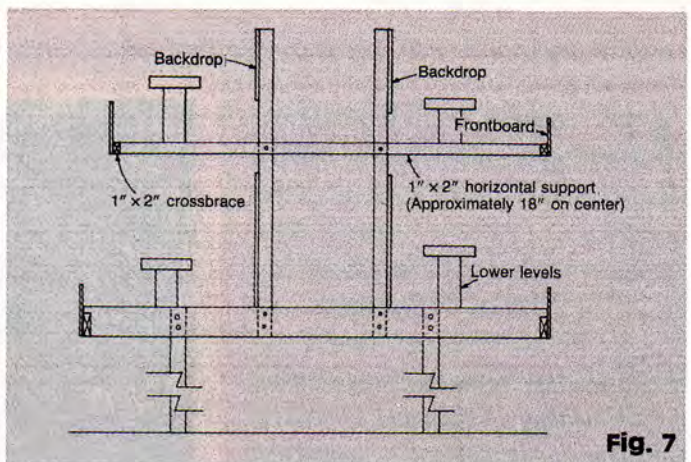 Backdrop
Backdrop
Frontboard
1" × 2" crossbrace
1" × 2" horizontal support
(Approximately 18" on center)
Lower levels
Fig. 7